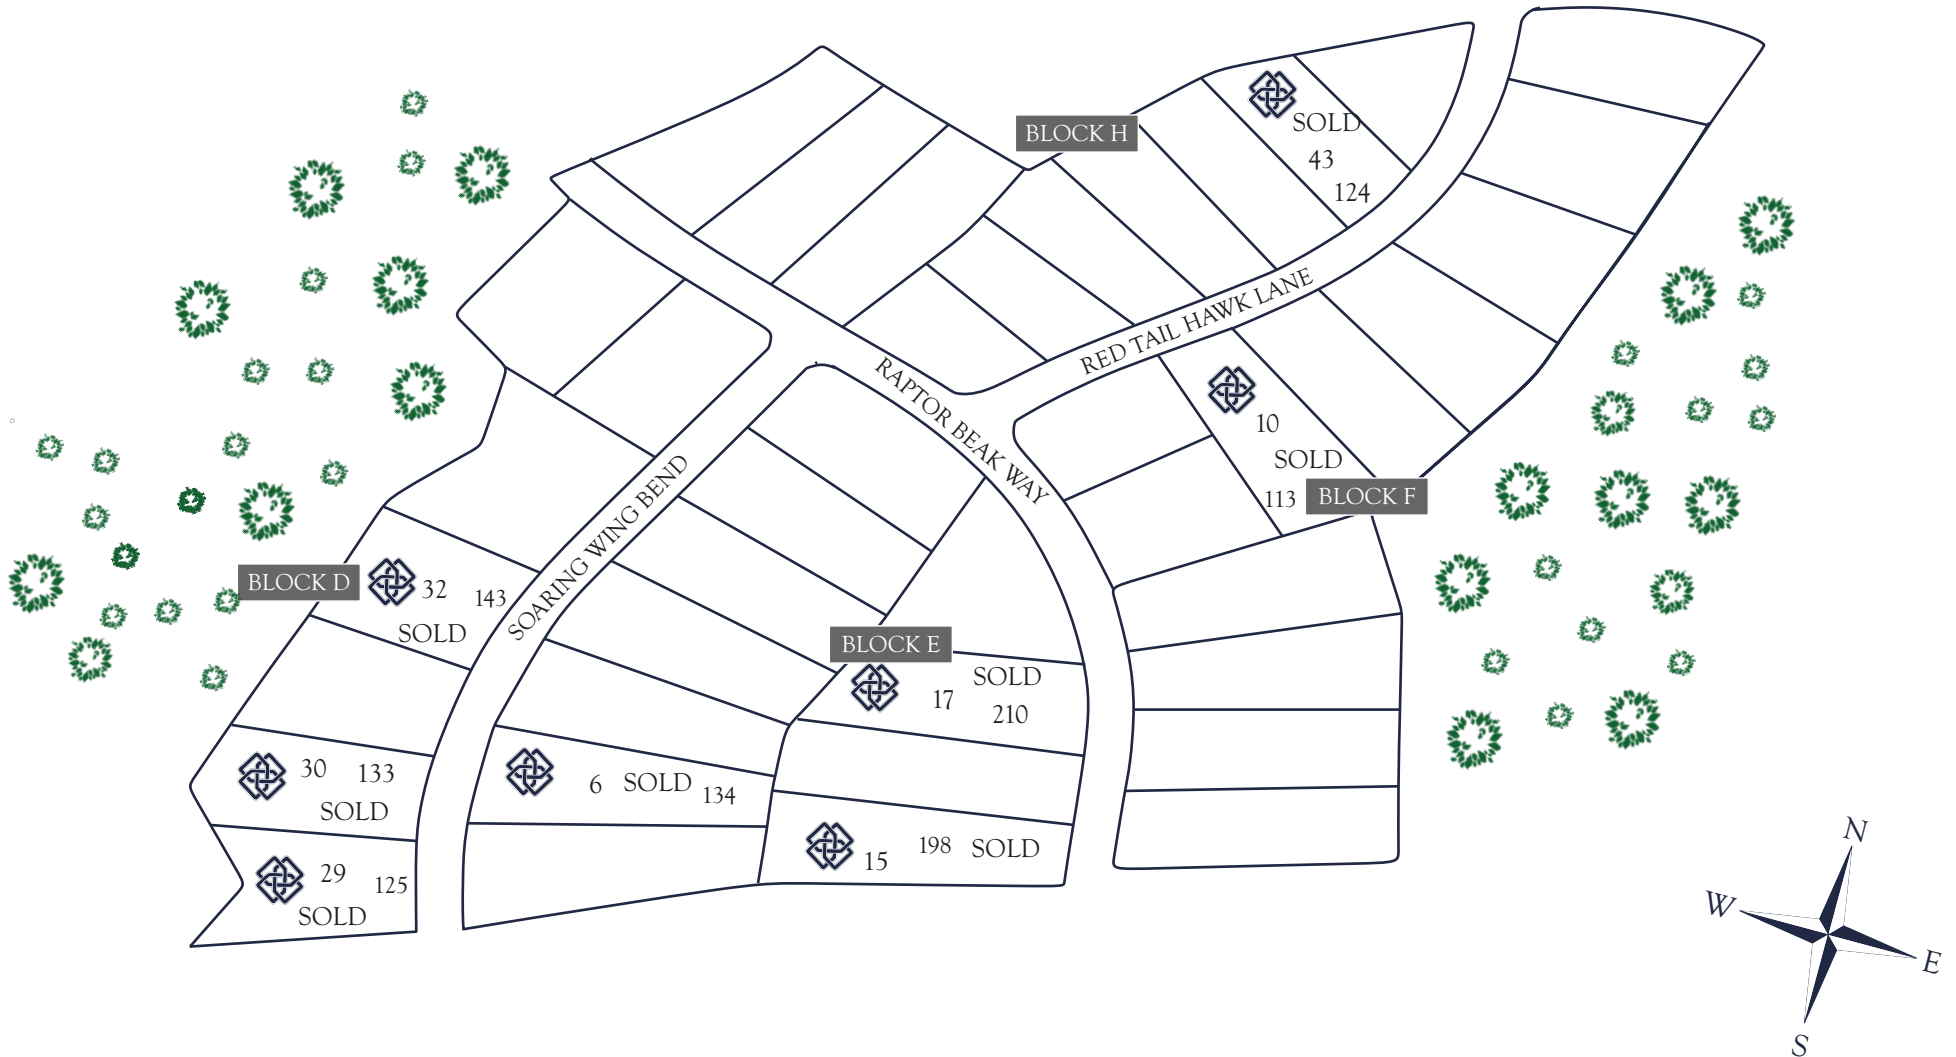 BLOCK H
SOLD
43
124
RED TAIL HAWK LANE
RAPTOR BEAK WAY
10
SOLD
113
BLOCK F
SOARING WING BEND
BLOCK D
32
143
SOLD
BLOCK E
SOLD
17
210
30
133
SOLD
6
SOLD
134
15
198
SOLD
29
125
SOLD
N
W
E
S